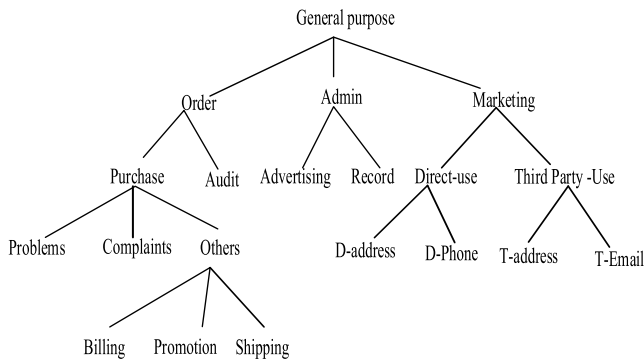 General purpose
Order Admin Marketing
Purchase Audit Advertising Record Direct-use Third Party -Use
Problems Complaints Others D-address D-Phone T-address T-Email
Billing Promotion Shipping